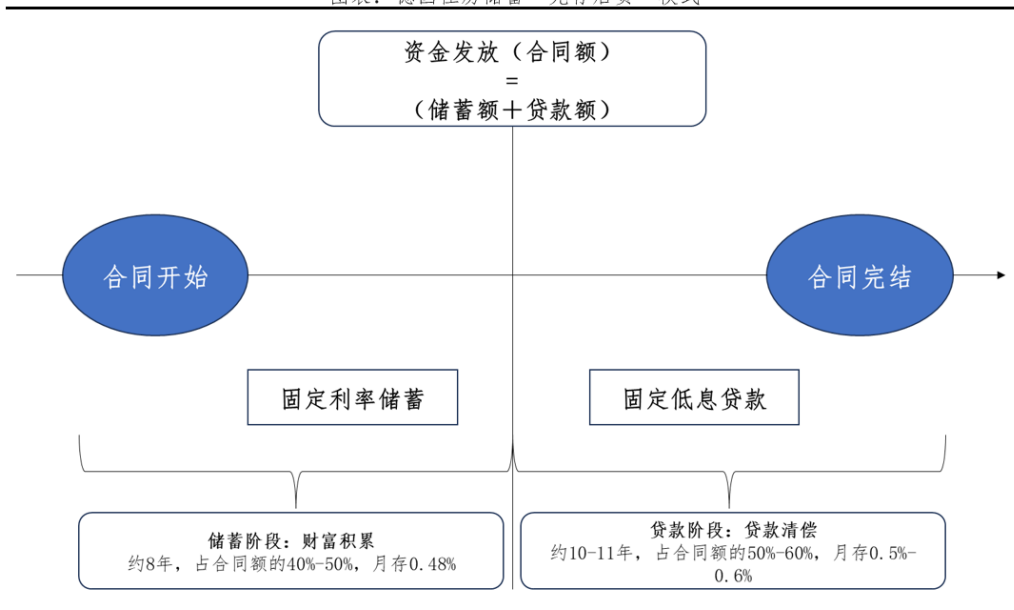 资金发放（合同额）
=
（储蓄额＋贷款额）
合同开始
合同完结
固定利率储蓄
固定低息贷款
储蓄阶段：财富积累
约8年，占合同额的40%-50%，月存0.48%
贷款阶段：贷款清偿
约10-11年，占合同额的50%-60%，月存0.5%-
0.6%